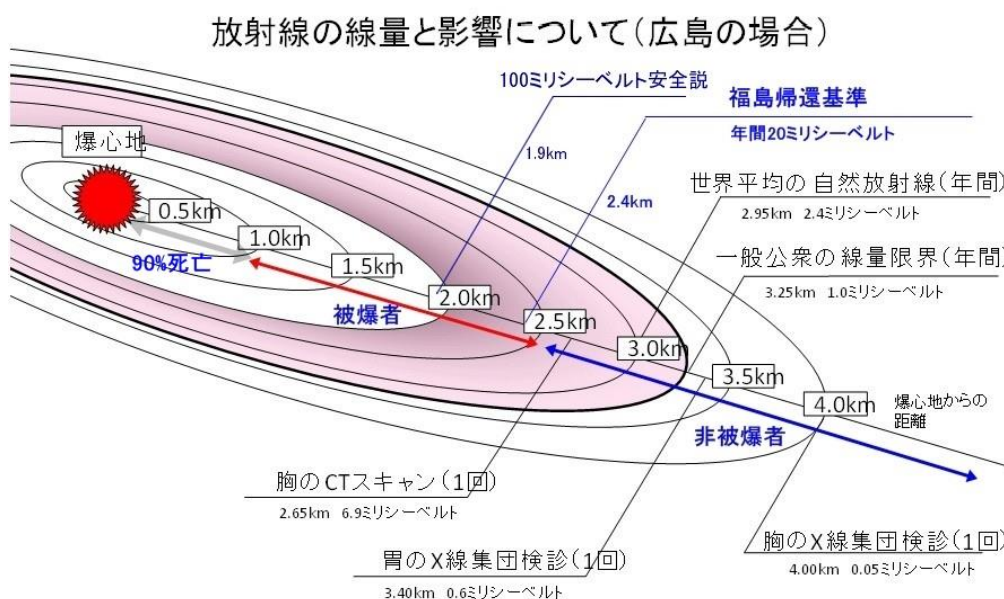 放射線の線量と影響について(広島の場合)
100ミリシーベルト安全説
1.9km
福島帰還基準
年間20ミリシーベルト
2.4km
爆心地
0.5km
1.0km
1.5km
2.0km
2.5km
3.0km
3.5km
4.0km
90%死亡
被爆者
非被爆者
世界平均の自然放射線(年間)
2.95km 2.4ミリシーベルト
一般公衆の線量限界(年間)
3.25km 1.0ミリシーベルト
爆心地からの
距離
胸のCTスキャン(1回)
2.65km 6.9ミリシーベルト
胃のX線集団検診(1回)
3.40km 0.6ミリシーベルト
胸のX線集団検診(1回)
4.00km 0.05ミリシーベルト